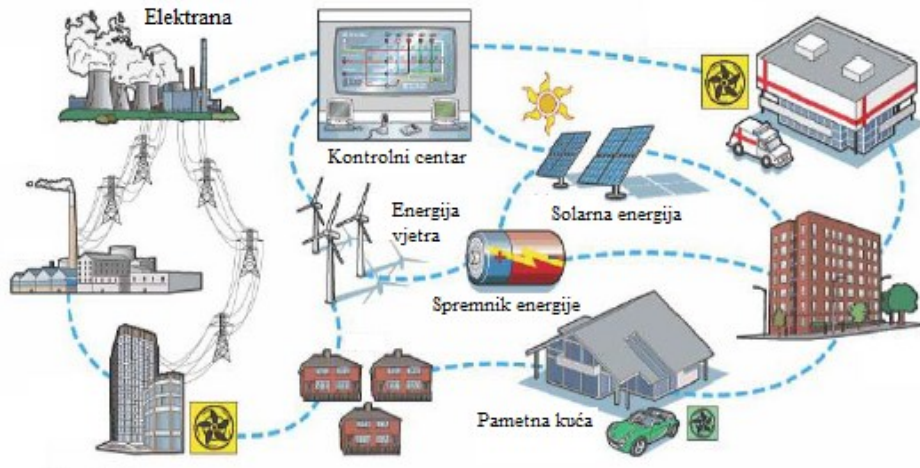 Elektrana
Kontrolni centar
Energija
vjetra
Solarna energija
Spremnik energije
Pametna kuća